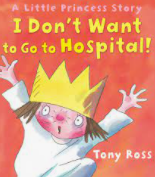 A Little Princess Story
I Don't Want
to Go to Hospital!
Tony Ross